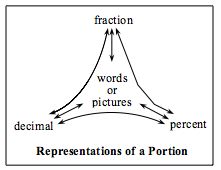 fraction
words
or
pictures
decimal
percent
Representations of a Portion